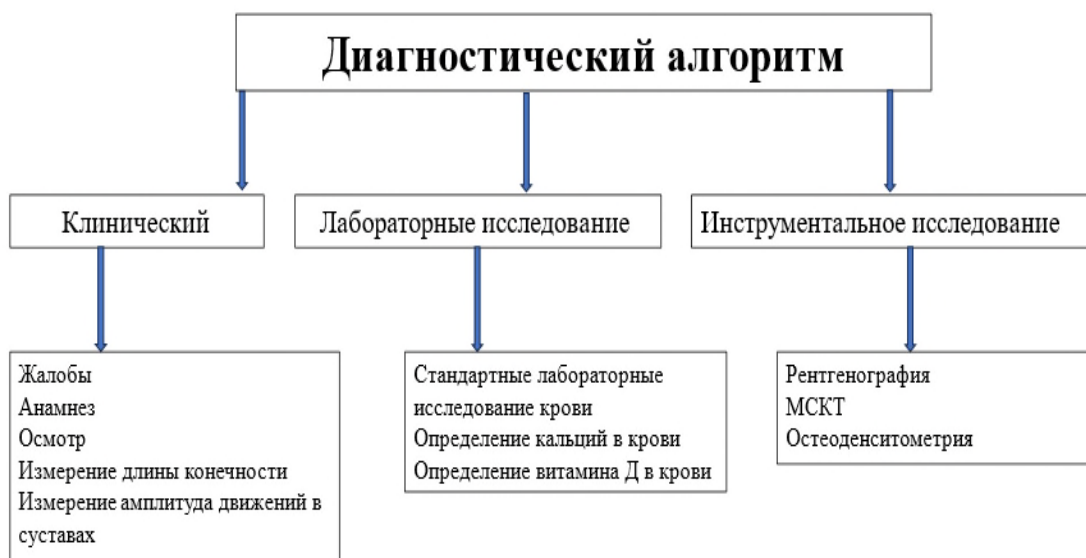 Диагностический алгоритм
Клинический
Лабораторные исследование
Инструментальное исследование
Жалобы
Анамнез
Осмотр
Измерение длины конечности
Измерение амплитуда движений в
суставах
Стандартные лабораторные
исследование крови
Определение кальций в крови
Определение витамина Д в крови
Рентгенография
МСКТ
Остеоденситометрия